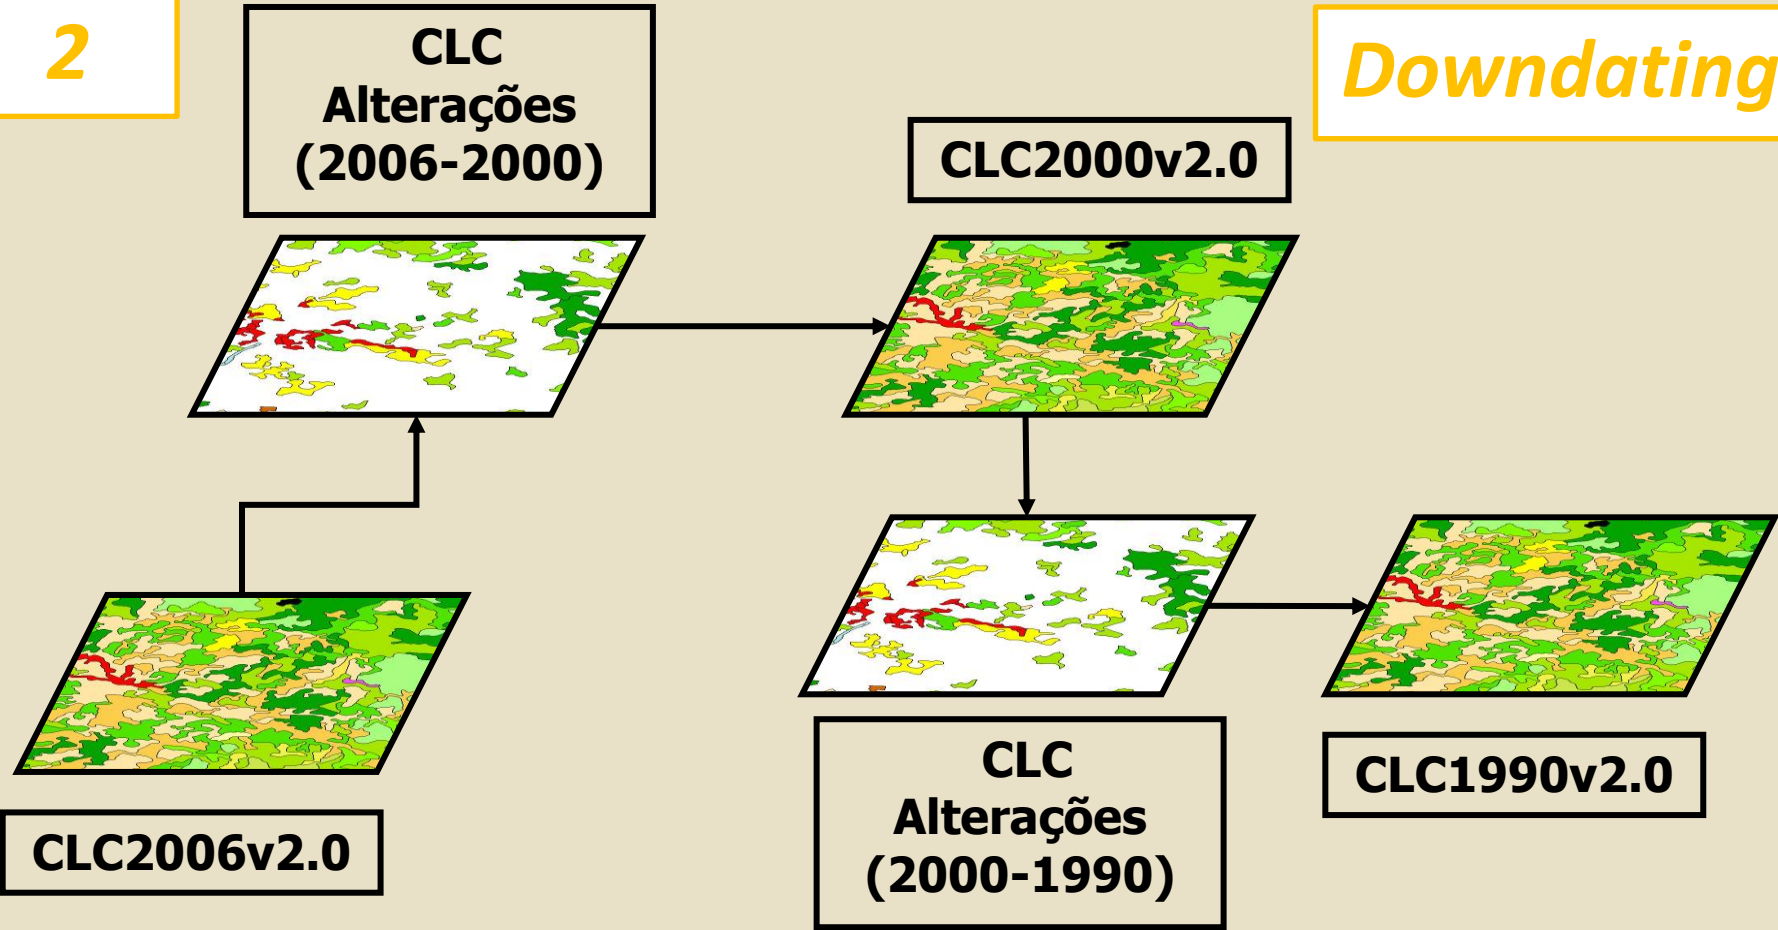 2
Downdating
CLC
Alterações
(2006-2000)
CLC2000v2.0
CLC2006v2.0
CLC
Alterações
(2000-1990)
CLC1990v2.0